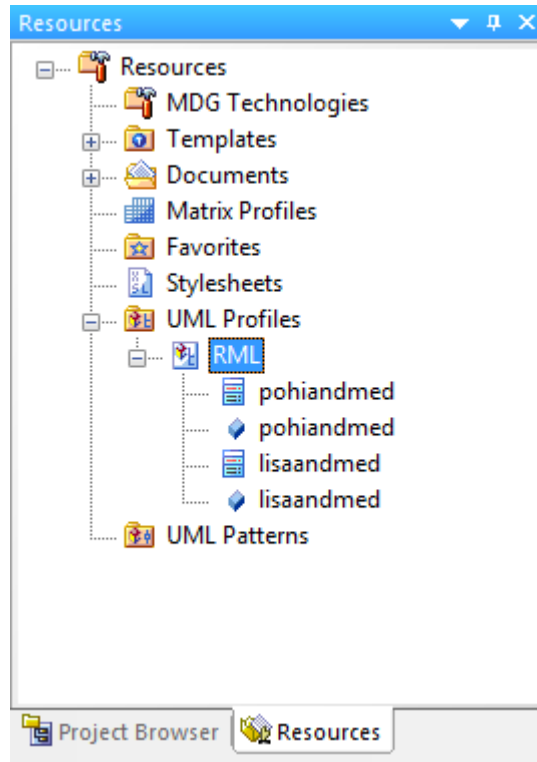 Resources
Resources
MDG Technologies
Templates
Documents
Matrix Profiles
Favorites
Stylesheets
UML Profiles
RML
pohiandmed
pohiandmed
lisaandmed
lisaandmed
UML Patterns
Project Browser Resources